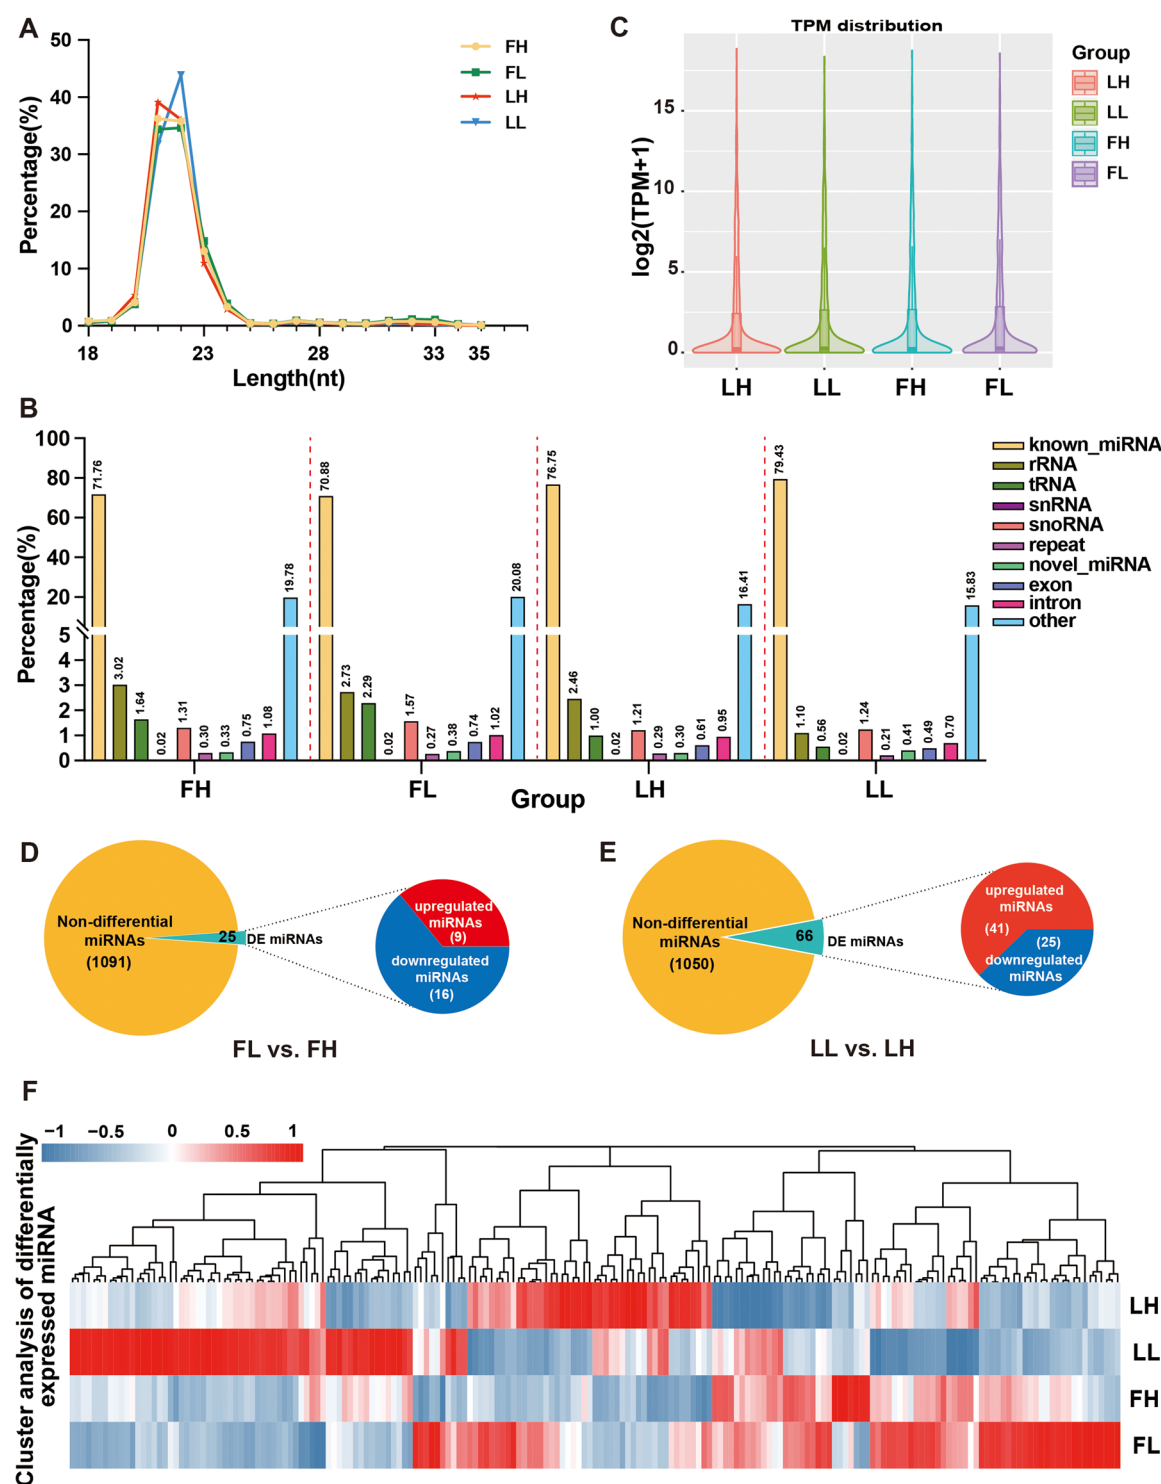 A
50
40
30
20
10
0
Percentage(%)
18
23
28
33
35
Length(nt)
FH
FL
LH
LL
C
TPM distribution
log2(TPM+1)
15
10
5
0
LH
LL
FH
FL
Group
LH
LL
FH
FL
B
Percentage(%)
100
80
60
40
20
5
4
3
2
1
0
71.76
3.02
1.64
0.02
1.31
0.30
0.33
0.75
1.08
19.78
70.88
2.73
2.29
0.02
1.57
0.27
0.38
0.74
1.02
20.08
76.75
2.46
1.00
0.02
1.21
0.29
0.30
0.61
0.95
16.41
79.43
1.10
0.56
0.02
1.24
0.21
0.41
0.49
0.70
15.83
FH
FL
LH
LL
Group
known_miRNA
rRNA
tRNA
snRNA
snoRNA
repeat
novel_miRNA
exon
intron
other
D
Non-differential
miRNAs
(1091)
25
DE miRNAs
upregulated
miRNAs
(9)
downregulated
miRNAs
(16)
FL vs. FH
E
Non-differential
miRNAs
(1050)
66
DE miRNAs
upregulated
miRNAs
(41)
(25)
downregulated
miRNAs
LL vs. LH
F
−1 −0.5 0 0.5 1
Cluster analysis of differentially
expressed miRNA
LH
LL
FH
FL